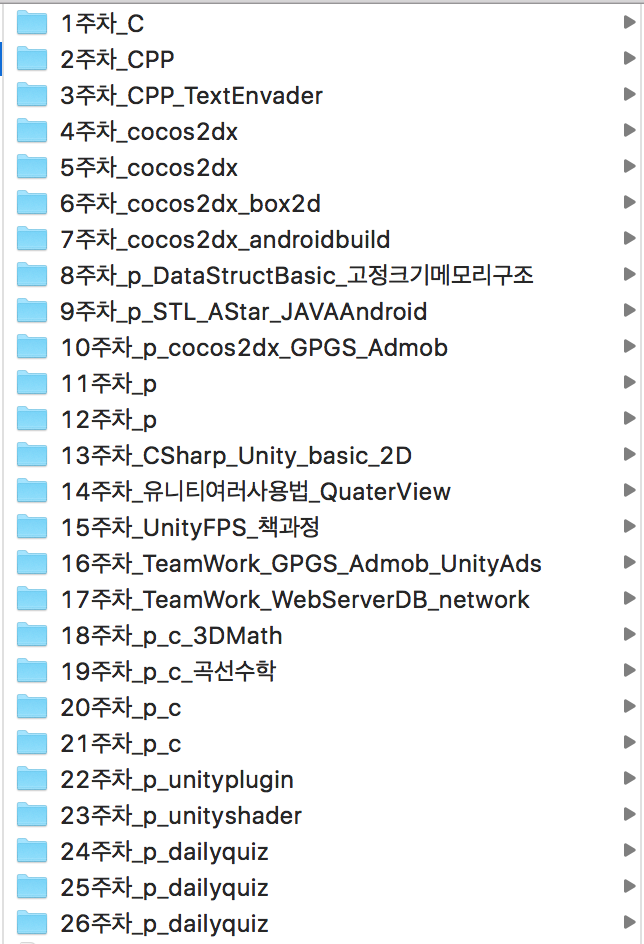 1주차_C
2주차_CPP
3주차_CPP_TextEnvader
4주차_cocos2dx
5주차_cocos2dx
6주차_cocos2dx_box2d
7주차_cocos2dx_androidbuild
8주차_p_DataStructBasic_고정크기메모리구조
9주차_p_STL_AStar_JAVAAndroid
10주차_p_cocos2dx_GPGS_Admob
11주차_p
12주차_p
13주차_CSharp_Unity_basic_2D
14주차_유니티여러사용법_QuaterView
15주차_UnityFPS_책과정
16주차_TeamWork_GPGS_Admob_UnityAds
17주차_TeamWork_WebServerDB_network
18주차_p_c_3DMath
19주차_p_c_곡선수학
20주차_p_c
21주차_p_c
22주차_p_unityplugin
23주차_p_unityshader
24주차_p_dailyquiz
25주차_p_dailyquiz
26주차_p_dailyquiz